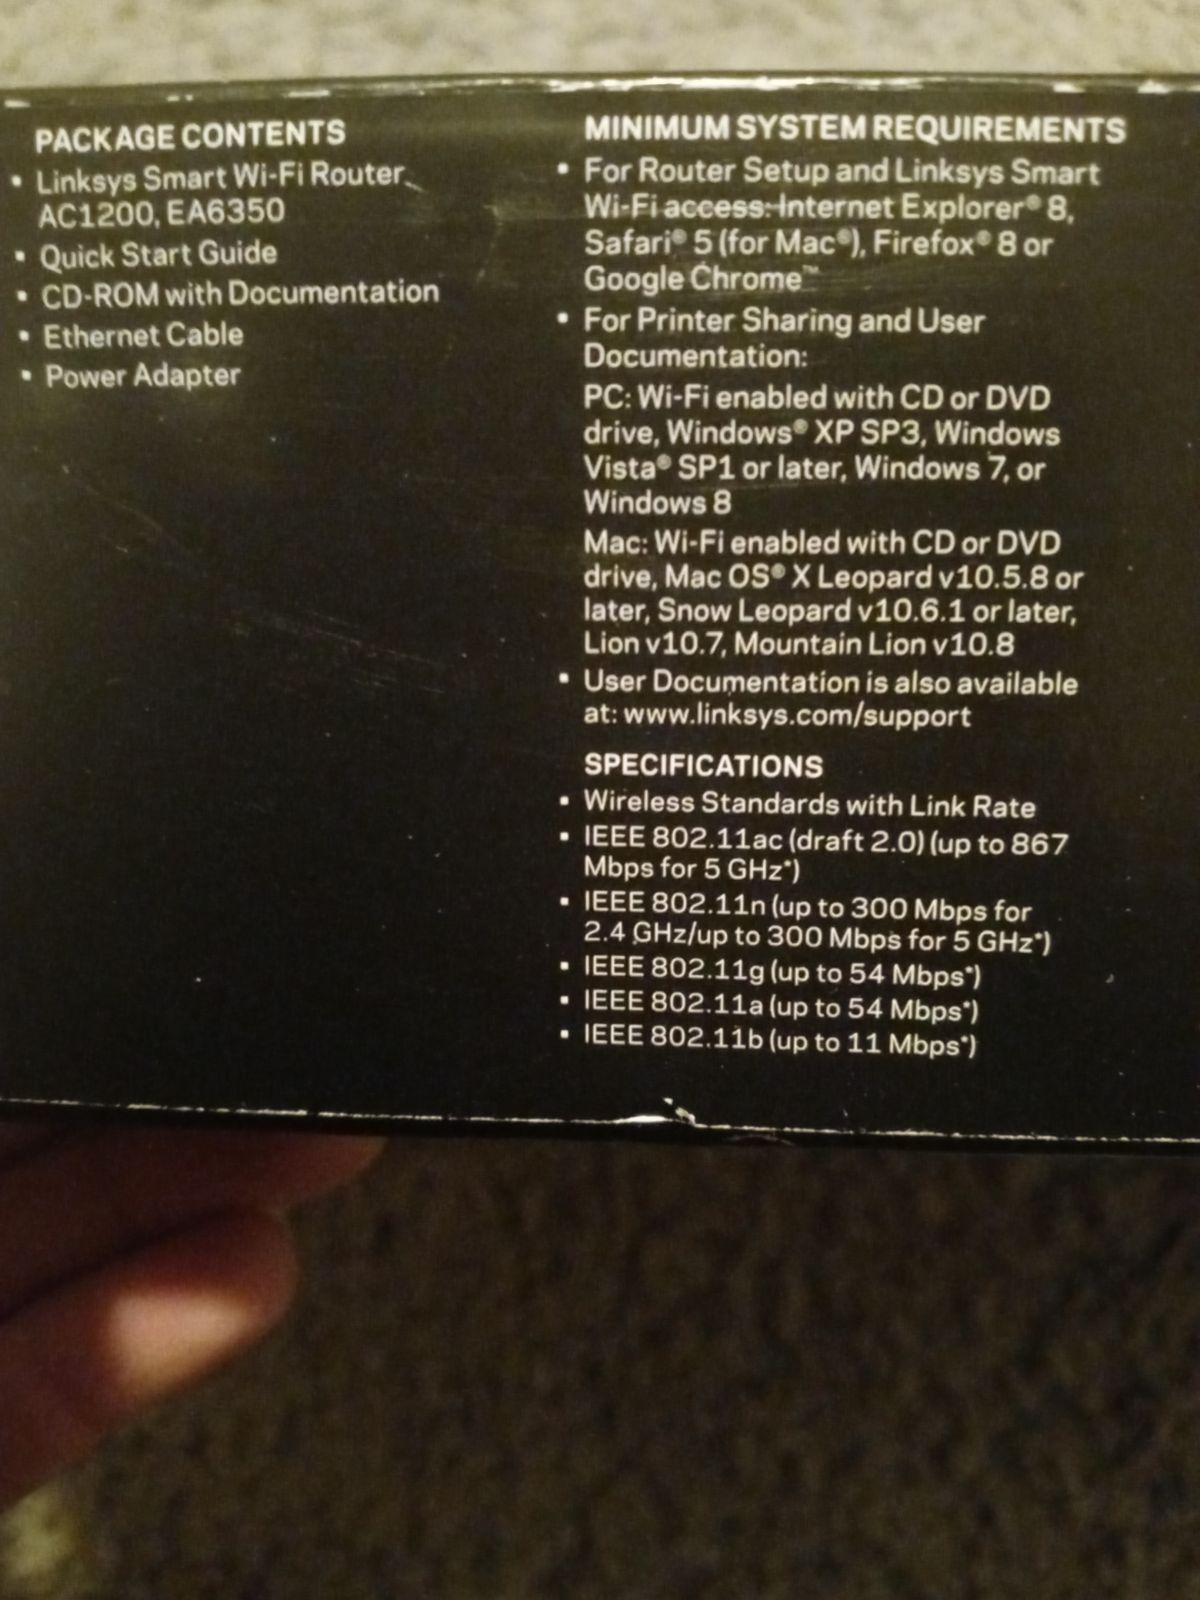 PACKAGE CONTENTS
▪ Linksys Smart Wi-Fi Router
AC1200, EA6350
▪ Quick Start Guide
▪ CD-ROM with Documentation
▪ Ethernet Cable
▪ Power Adapter
MINIMUM SYSTEM REQUIREMENTS
▪ For Router Setup and Linksys Smart
Wi-Fi access: Internet Explorer® 8,
Safari® 5 (for Mac®), Firefox® 8 or
Google Chrome™
▪ For Printer Sharing and User
Documentation:
PC: Wi-Fi enabled with CD or DVD
drive, Windows® XP SP3, Windows
Vista® SP1 or later, Windows 7, or
Windows 8
Mac: Wi-Fi enabled with CD or DVD
drive, Mac OS® X Leopard v10.5.8 or
later, Snow Leopard v10.6.1 or later,
Lion v10.7, Mountain Lion v10.8
▪ User Documentation is also available
at: www.linksys.com/support
SPECIFICATIONS
▪ Wireless Standards with Link Rate
▪ IEEE 802.11ac (draft 2.0) (up to 867
Mbps for 5 GHz*)
▪ IEEE 802.11n (up to 300 Mbps for
2.4 GHz/up to 300 Mbps for 5 GHz*)
▪ IEEE 802.11g (up to 54 Mbps*)
▪ IEEE 802.11a (up to 54 Mbps*)
▪ IEEE 802.11b (up to 11 Mbps*)